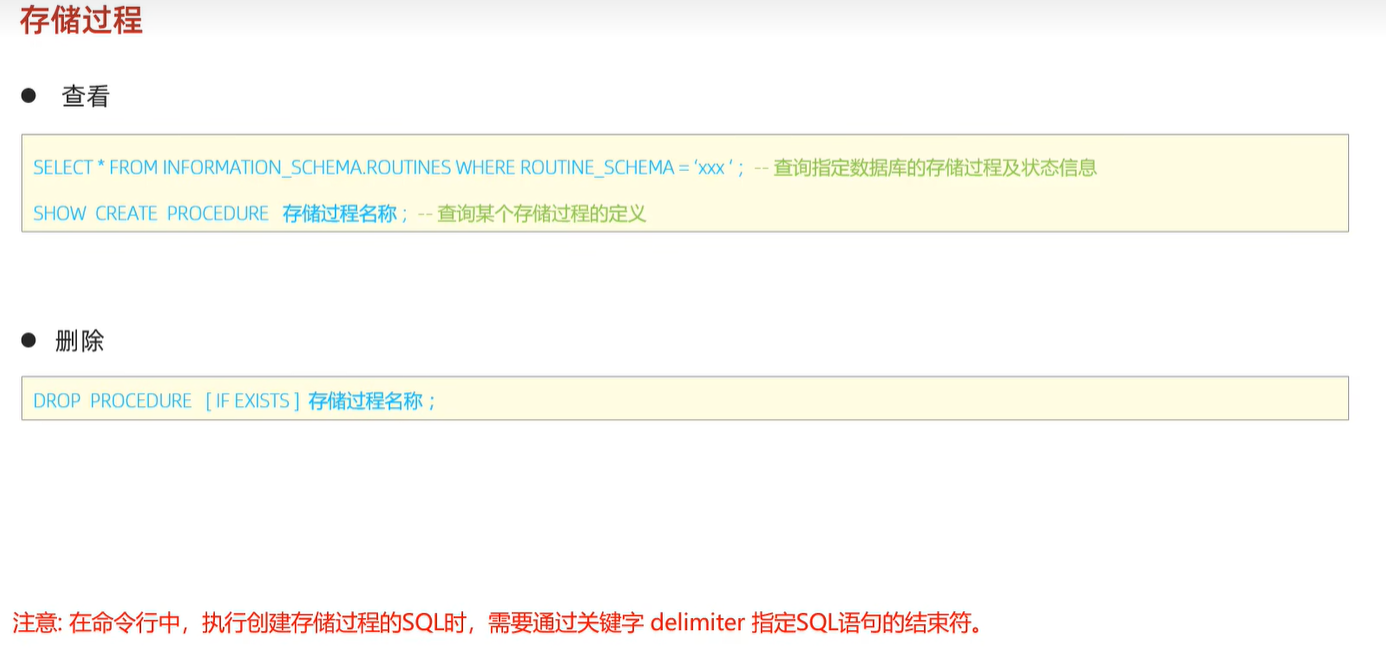 存储过程
● 查看
SELECT * FROM INFORMATION_SCHEMA.ROUTINES WHERE ROUTINE_SCHEMA = ‘xxx ‘ ; -- 查询指定数据库的存储过程及状态信息
SHOW CREATE PROCEDURE 存储过程名称 ; -- 查询某个存储过程的定义
● 删除
DROP PROCEDURE [ IF EXISTS ] 存储过程名称 ;
注意: 在命令行中，执行创建存储过程的SQL时，需要通过关键字 delimiter 指定SQL语句的结束符。